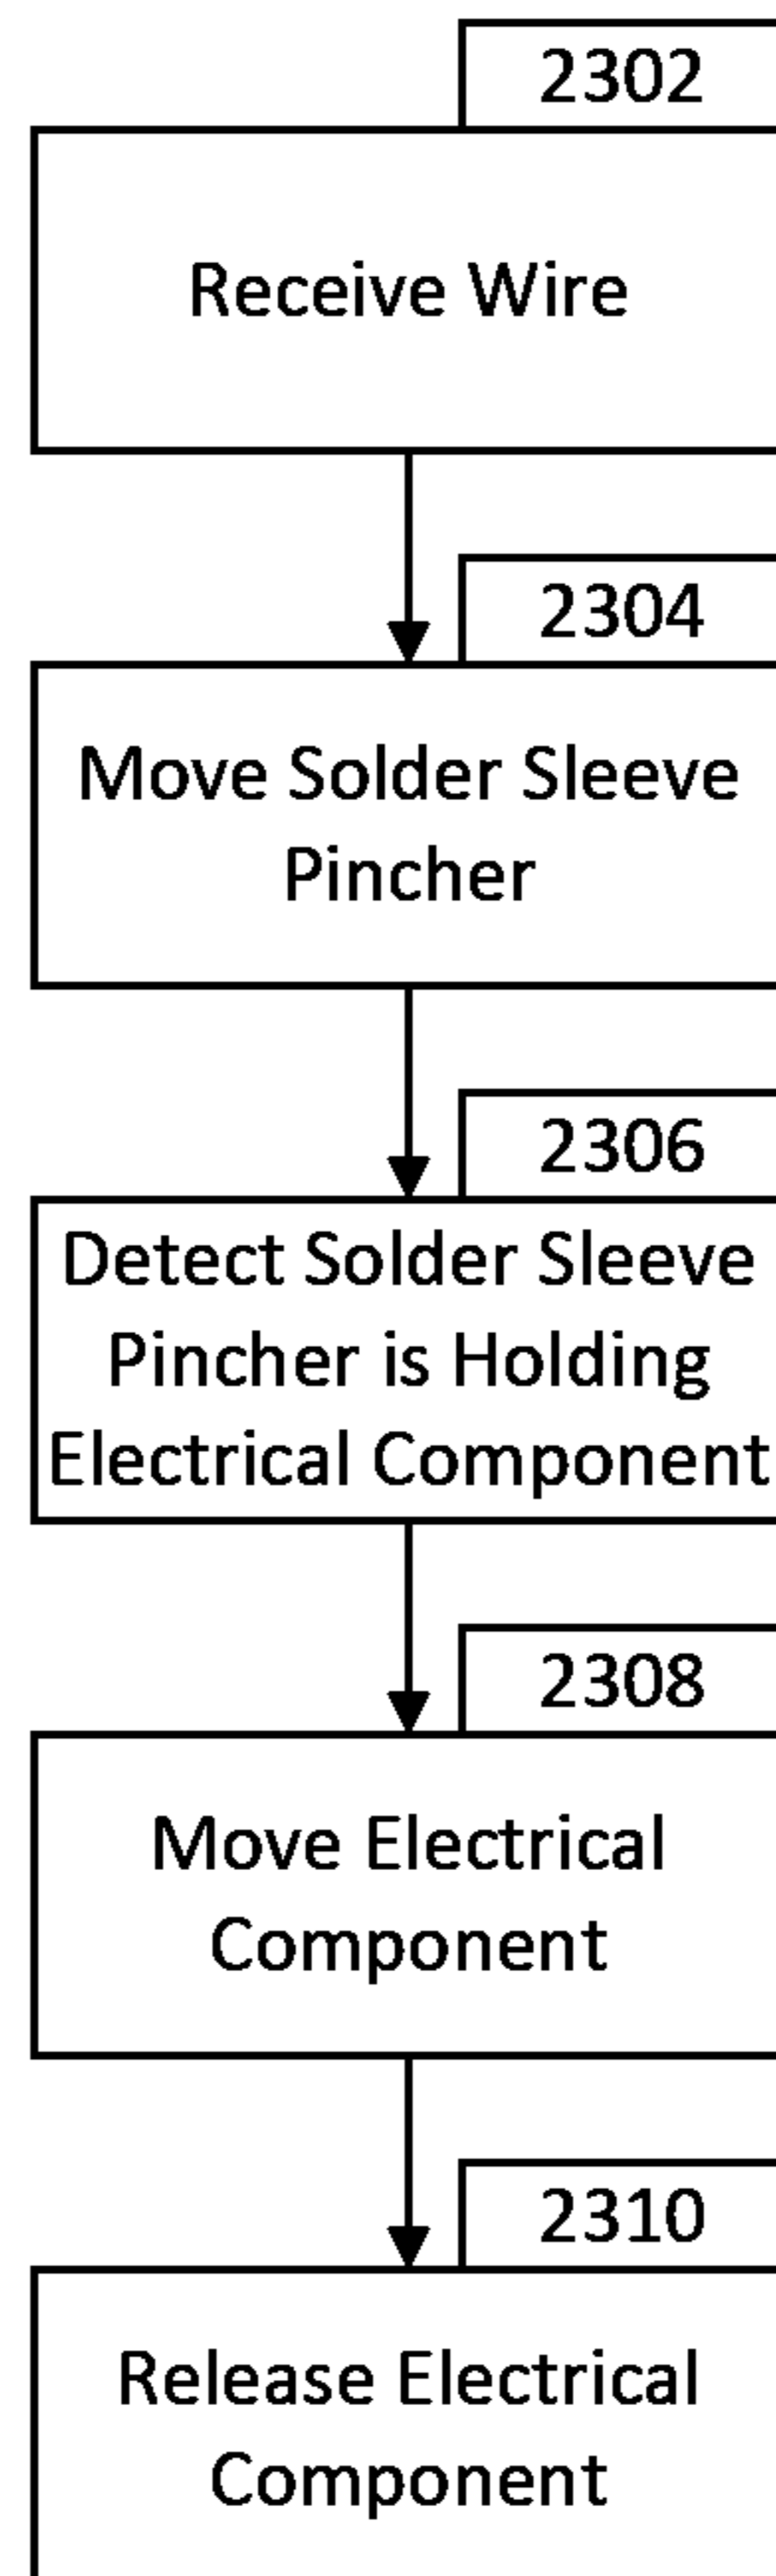 2302
Receive Wire
2304
Move Solder Sleeve
Pincher
2306
Detect Solder Sleeve
Pincher is Holding
Electrical Component
2308
Move Electrical
Component
2310
Release Electrical
Component